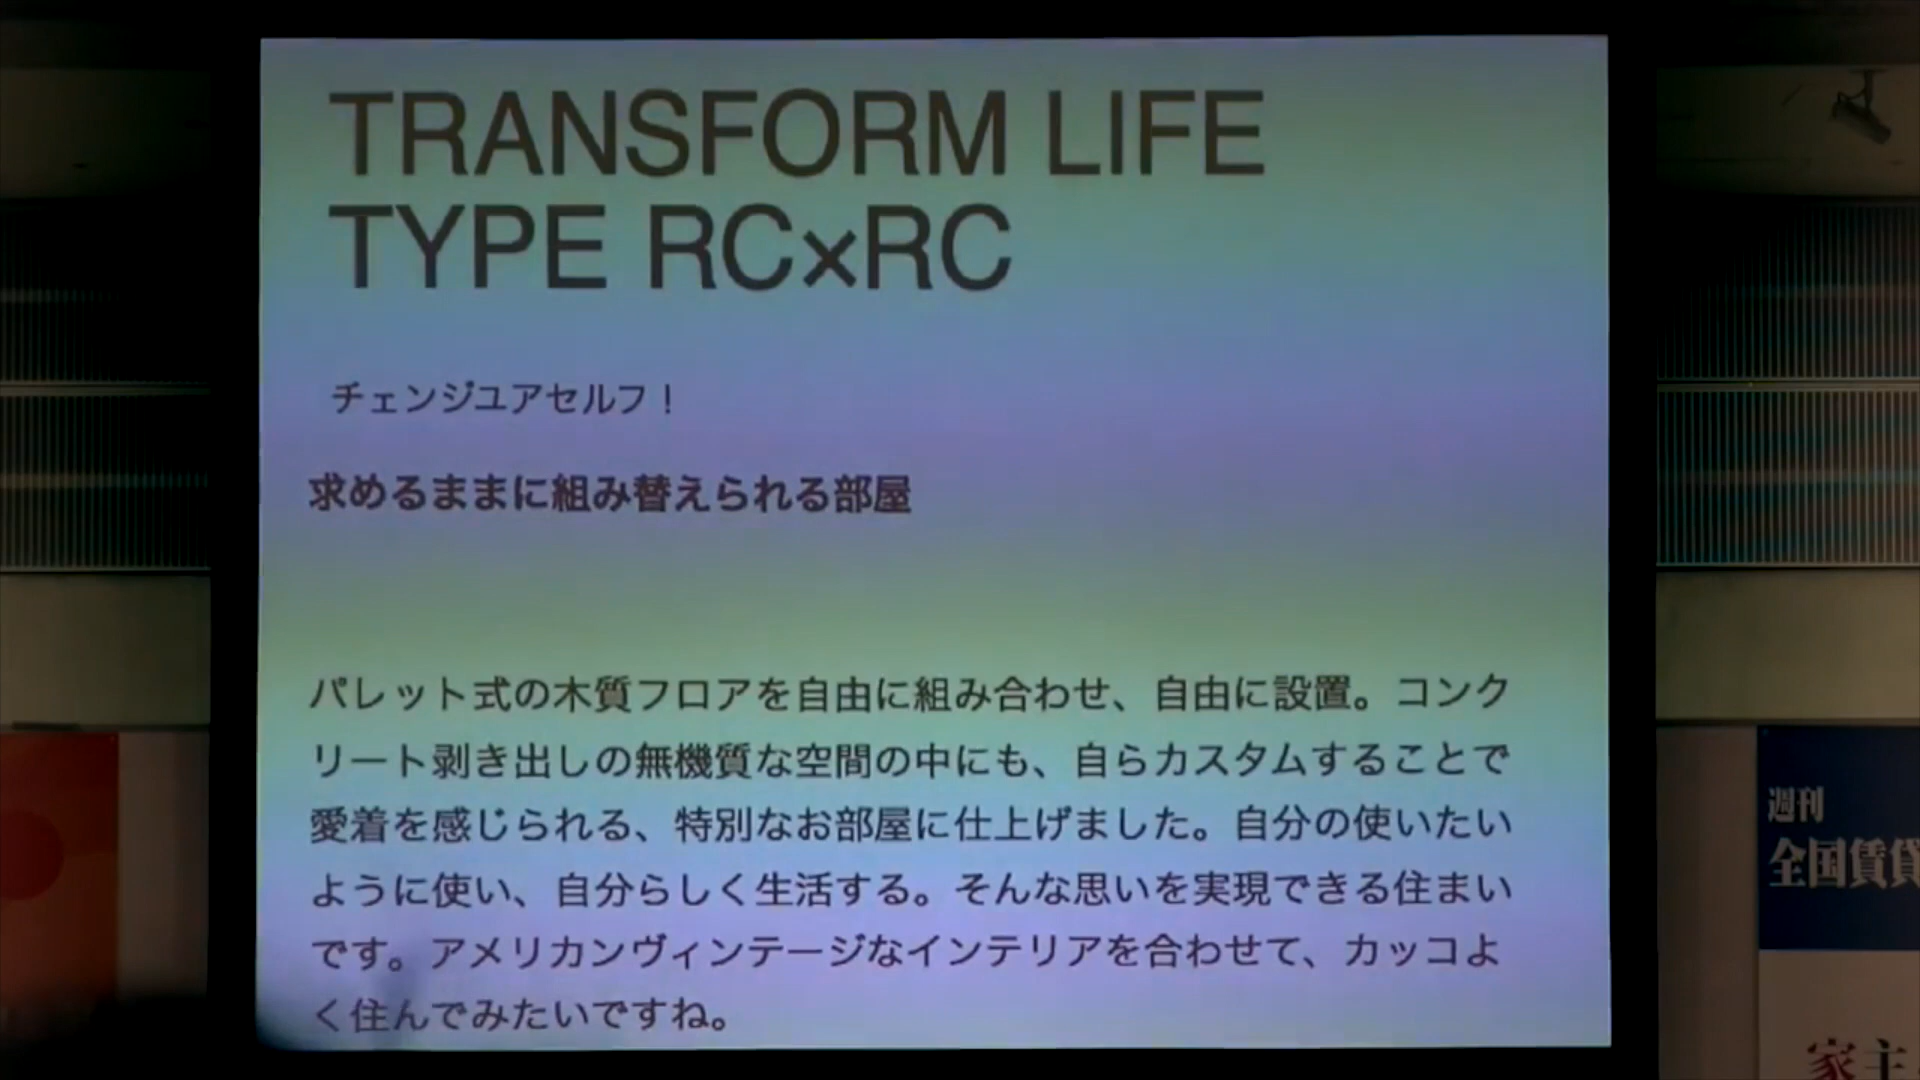 TRANSFORM LIFE
TYPE RC×RC
チェンジユアセルフ！
求めるままに組み替えられる部屋
パレット式の木質フロアを自由に組み合わせ、自由に設置。コンク
リート剥き出しの無機質な空間の中にも、自らカスタムすることで
愛着を感じられる、特別なお部屋に仕上げました。自分の使いたい
ように使い、自分らしく生活する。そんな思いを実現できる住まい
です。アメリカンヴィンテージなインテリアを合わせて、カッコよ
く住んでみたいですね。
週刊
全国賃貸
家主